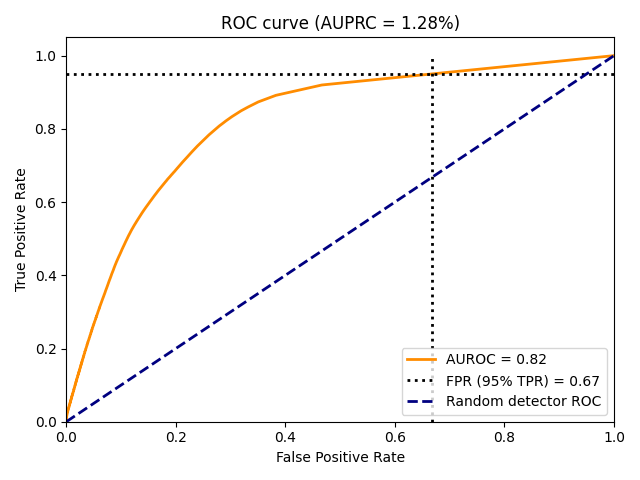 ROC curve (AUPRC = 1.28%)
True Positive Rate
1.0
0.8
0.6
0.4
0.2
0.0
AUROC = 0.82
FPR (95% TPR) = 0.67
Random detector ROC
0.0 0.2 0.4 0.6 0.8 1.0
False Positive Rate